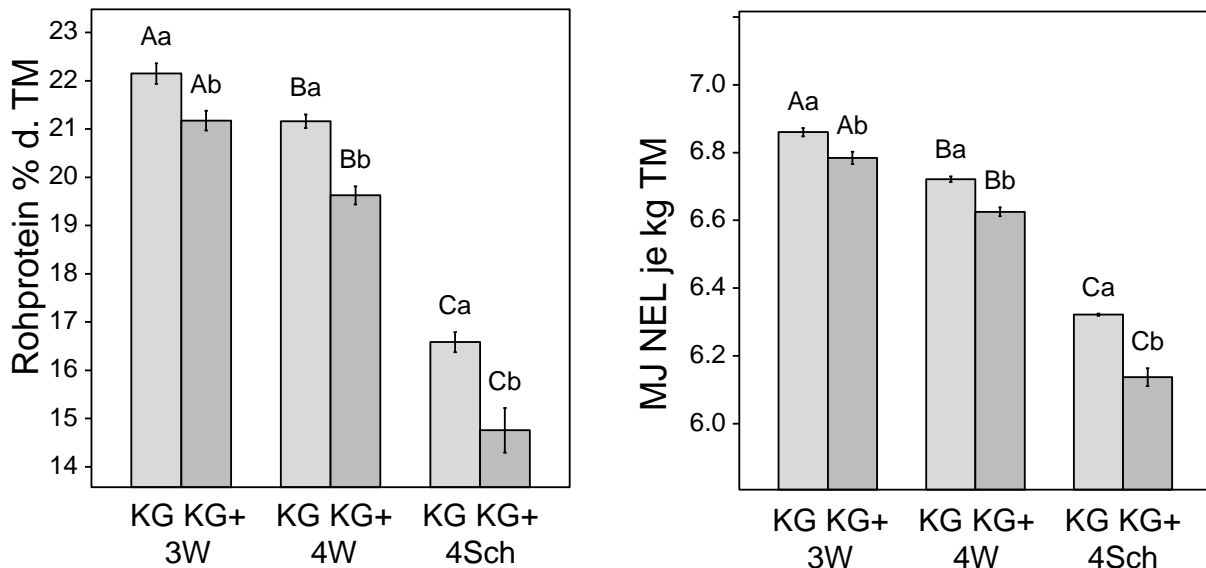 Rohprotein % d. TM
23
22
21
20
19
18
17
16
15
14
Aa
Ab
Ba
Bb
Ca
Cb
KG KG+ KG KG+ KG KG+
3W 4W 4Sch
MJ NEL je kg TM
7.0
6.8
6.6
6.4
6.2
6.0
Aa
Ab
Ba
Bb
Ca
Cb
KG KG+ KG KG+ KG KG+
3W 4W 4Sch